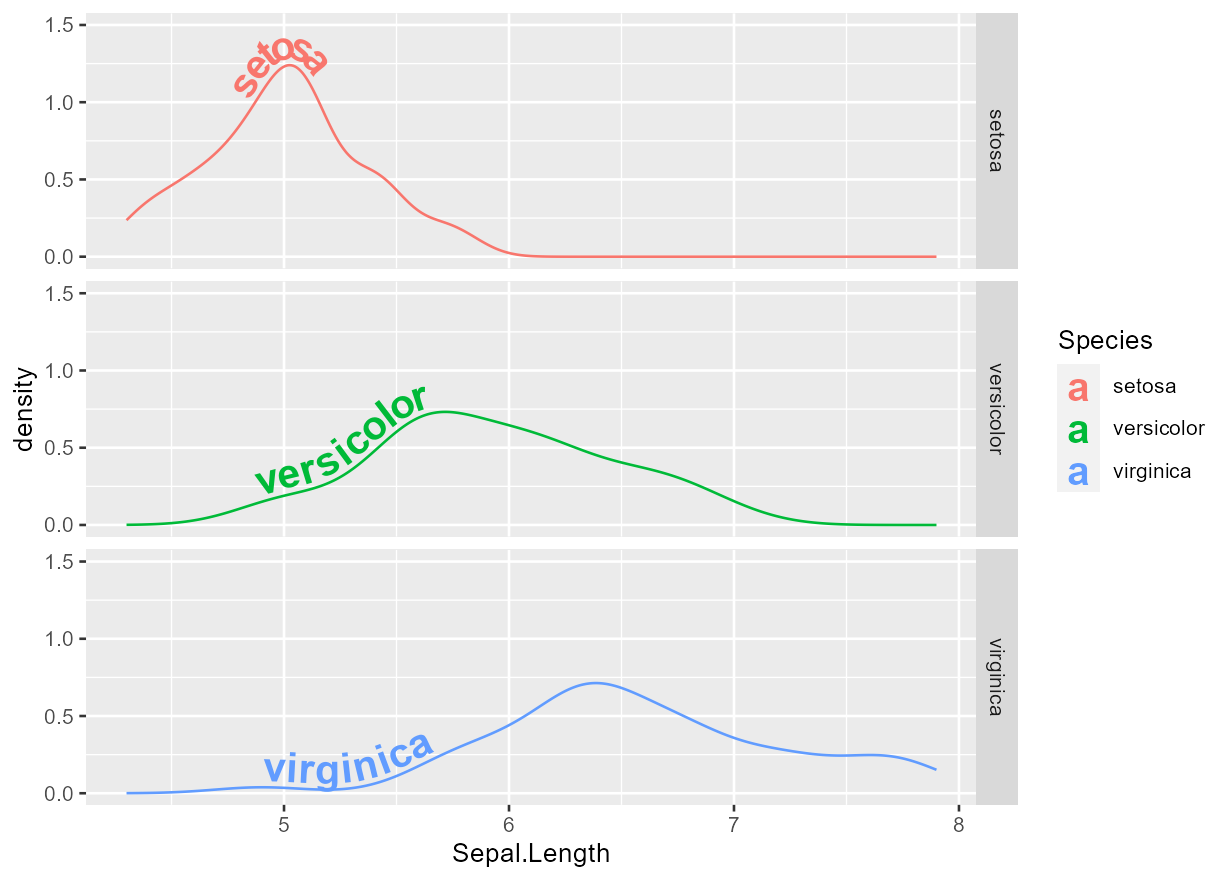 density
1.5
1.0
0.5
0.0
setosa
setosa
1.5
1.0
0.5
0.0
versicolor
versicolor
1.5
1.0
0.5
0.0
virginica
virginica
5 6 7 8
Sepal.Length
Species
a setosa
a versicolor
a virginica